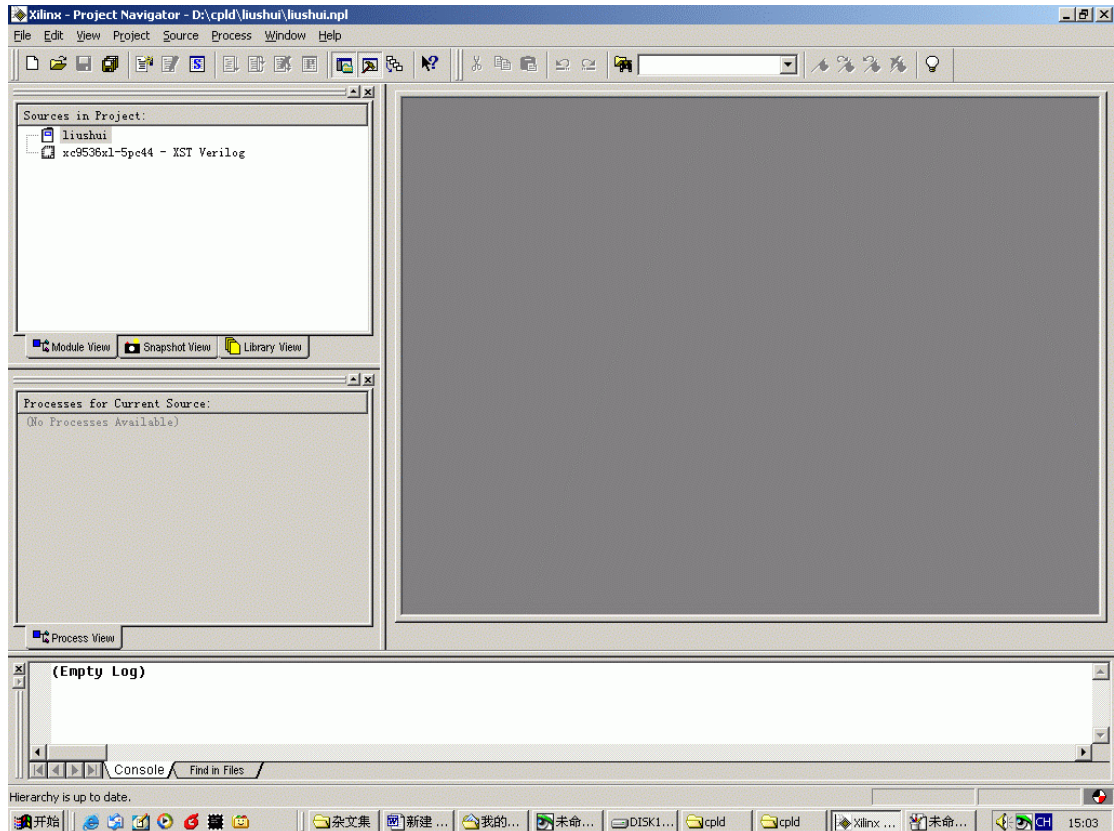 Xilinx - Project Navigator - D:\cpld\liushui\liushui.npl
File Edit View Project Source Process Window Help
Sources in Project:
liushui
xc9536xl-5pc44 - XST Verilog
Module View Snapshot View Library View
Processes for Current Source:
(No Processes Available)
Process View
(Empty Log)
Console Find in Files
Hierarchy is up to date.
开始 杂文集 新建 ... 我的... 未命... DISK1... cpld cpld Xilinx ... 未命... CH 15:03